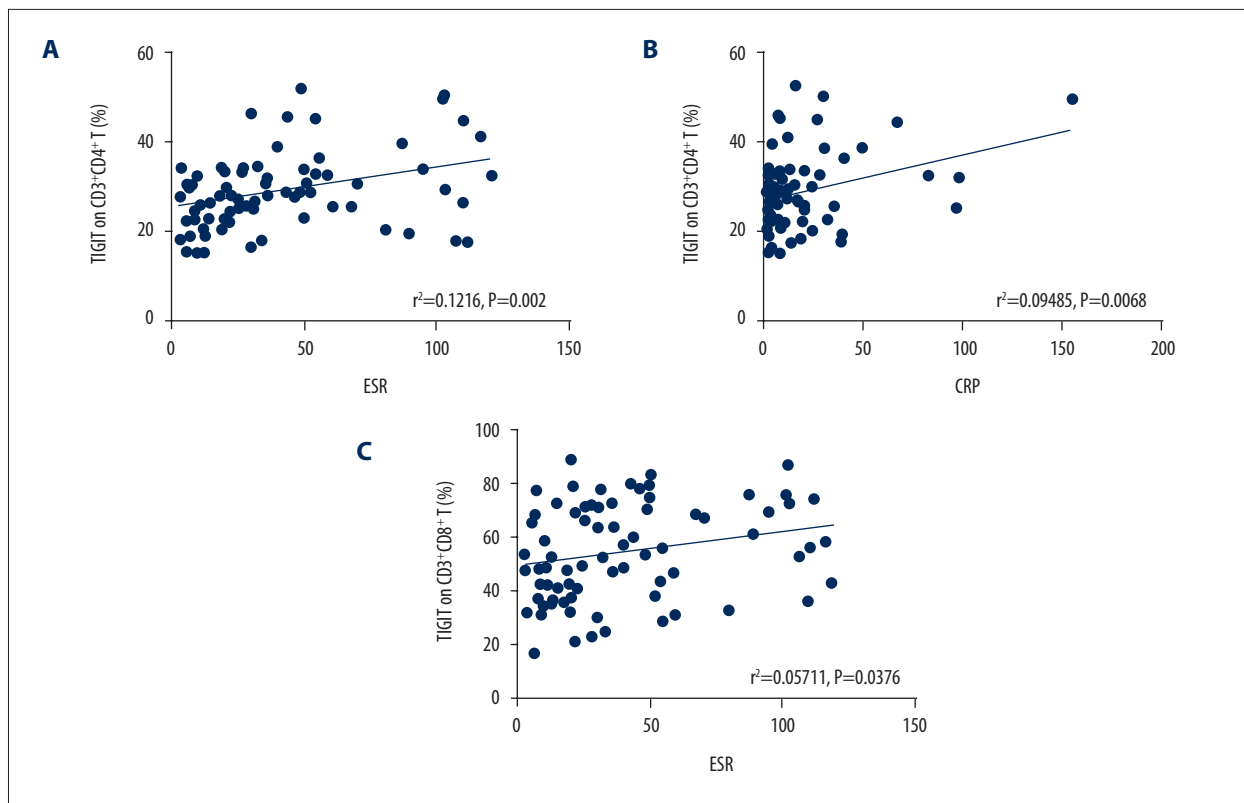 A
TIGIT on CD3⁺CD4⁺ T (%)
60
40
20
0
r²=0.1216, P=0.002
0 50 100 150
ESR
B
TIGIT on CD3⁺CD4⁺ T (%)
60
40
20
0
r²=0.09485, P=0.0068
0 50 100 150 200
CRP
C
TIGIT on CD3⁺CD8⁺ T (%)
100
80
60
40
20
0
r²=0.05711, P=0.0376
0 50 100 150
ESR